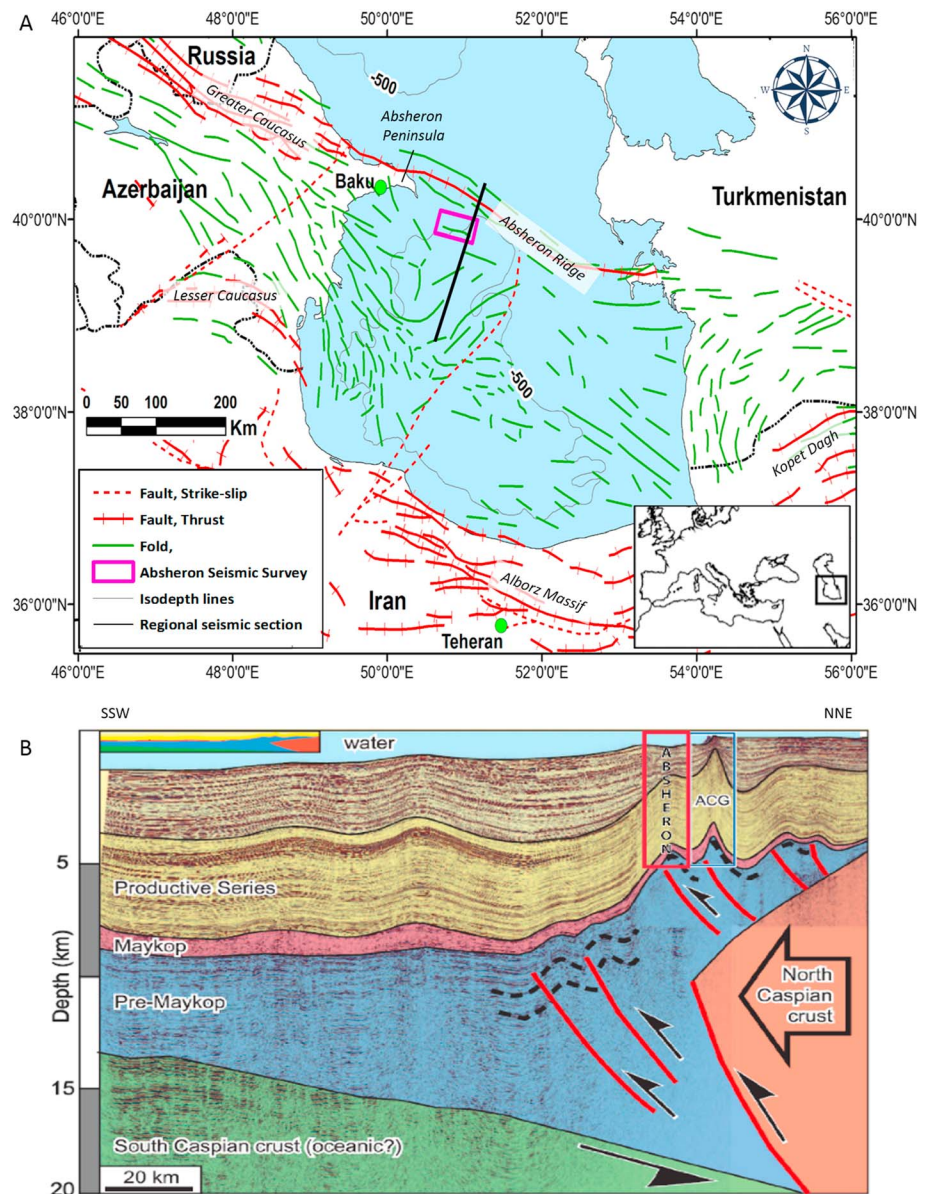 A
46°0'0"E
48°0'0"E
50°0'0"E
52°0'0"E
54°0'0"E
56°0'0"E
Russia
Greater Caucasus
-500
Absheron
Peninsula
N
W
E
S
Azerbaijan
Baku
Turkmenistan
40°0'0"N
40°0'0"N
Absheron Ridge
Lesser Caucasus
-500
38°0'0"N
38°0'0"N
0 50 100 200
Km
Kopet Dagh
Fault, Strike-slip
Fault, Thrust
Fold,
Absheron Seismic Survey
Isodepth lines
Regional seismic section
Alborz Massif
Iran
Teheran
36°0'0"N
36°0'0"N
46°0'0"E
48°0'0"E
50°0'0"E
52°0'0"E
54°0'0"E
56°0'0"E
SSW
NNE
B
water
ABSHERON
ACG
5
Productive Series
Maykop
Pre-Maykop
Depth (km)
North
Caspian
crust
15
South Caspian crust (oceanic?)
20 km
20